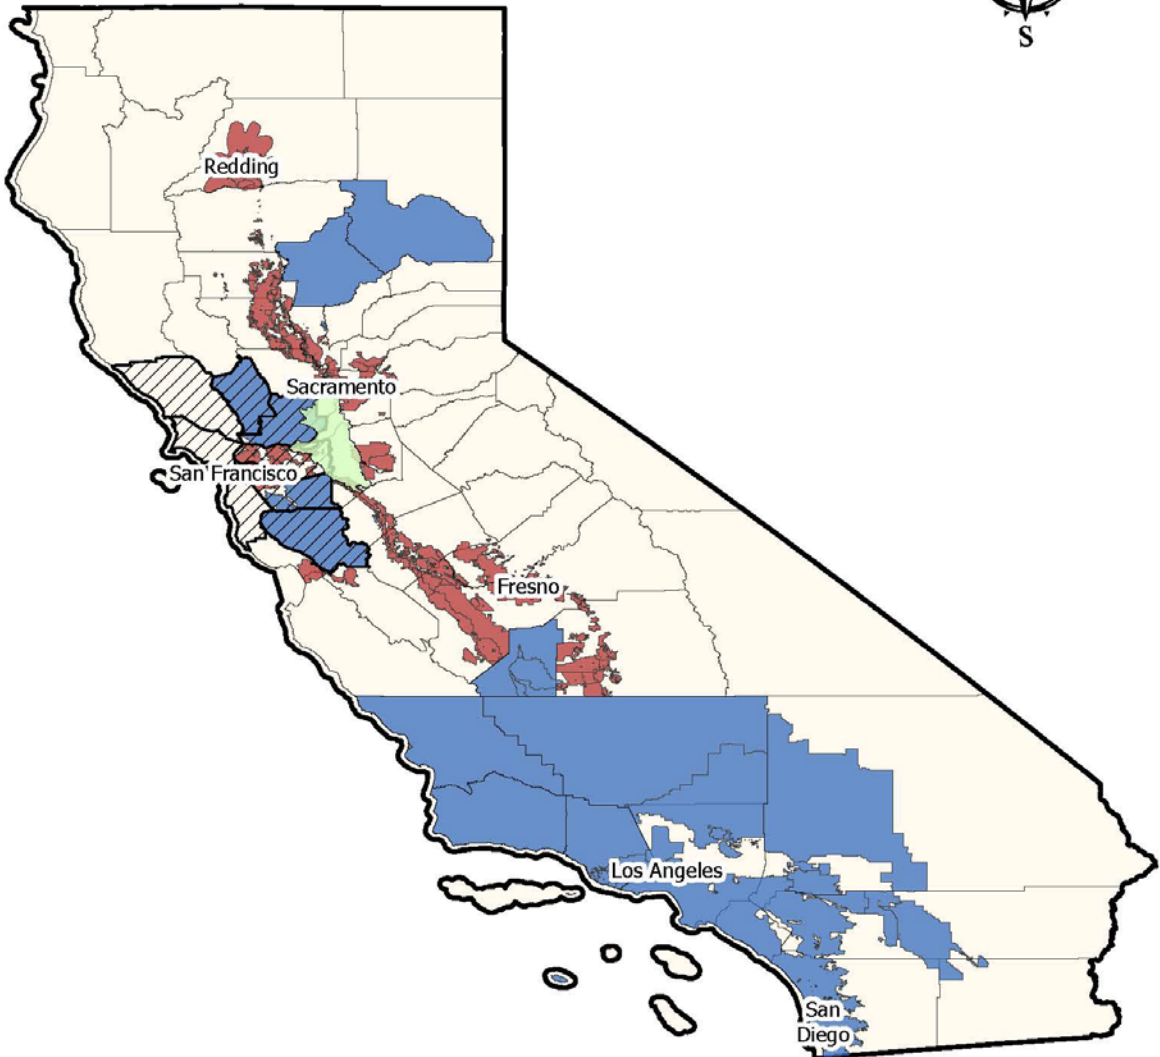 S
Redding
Sacramento
San Francisco
Fresno
Los Angeles
San
Diego